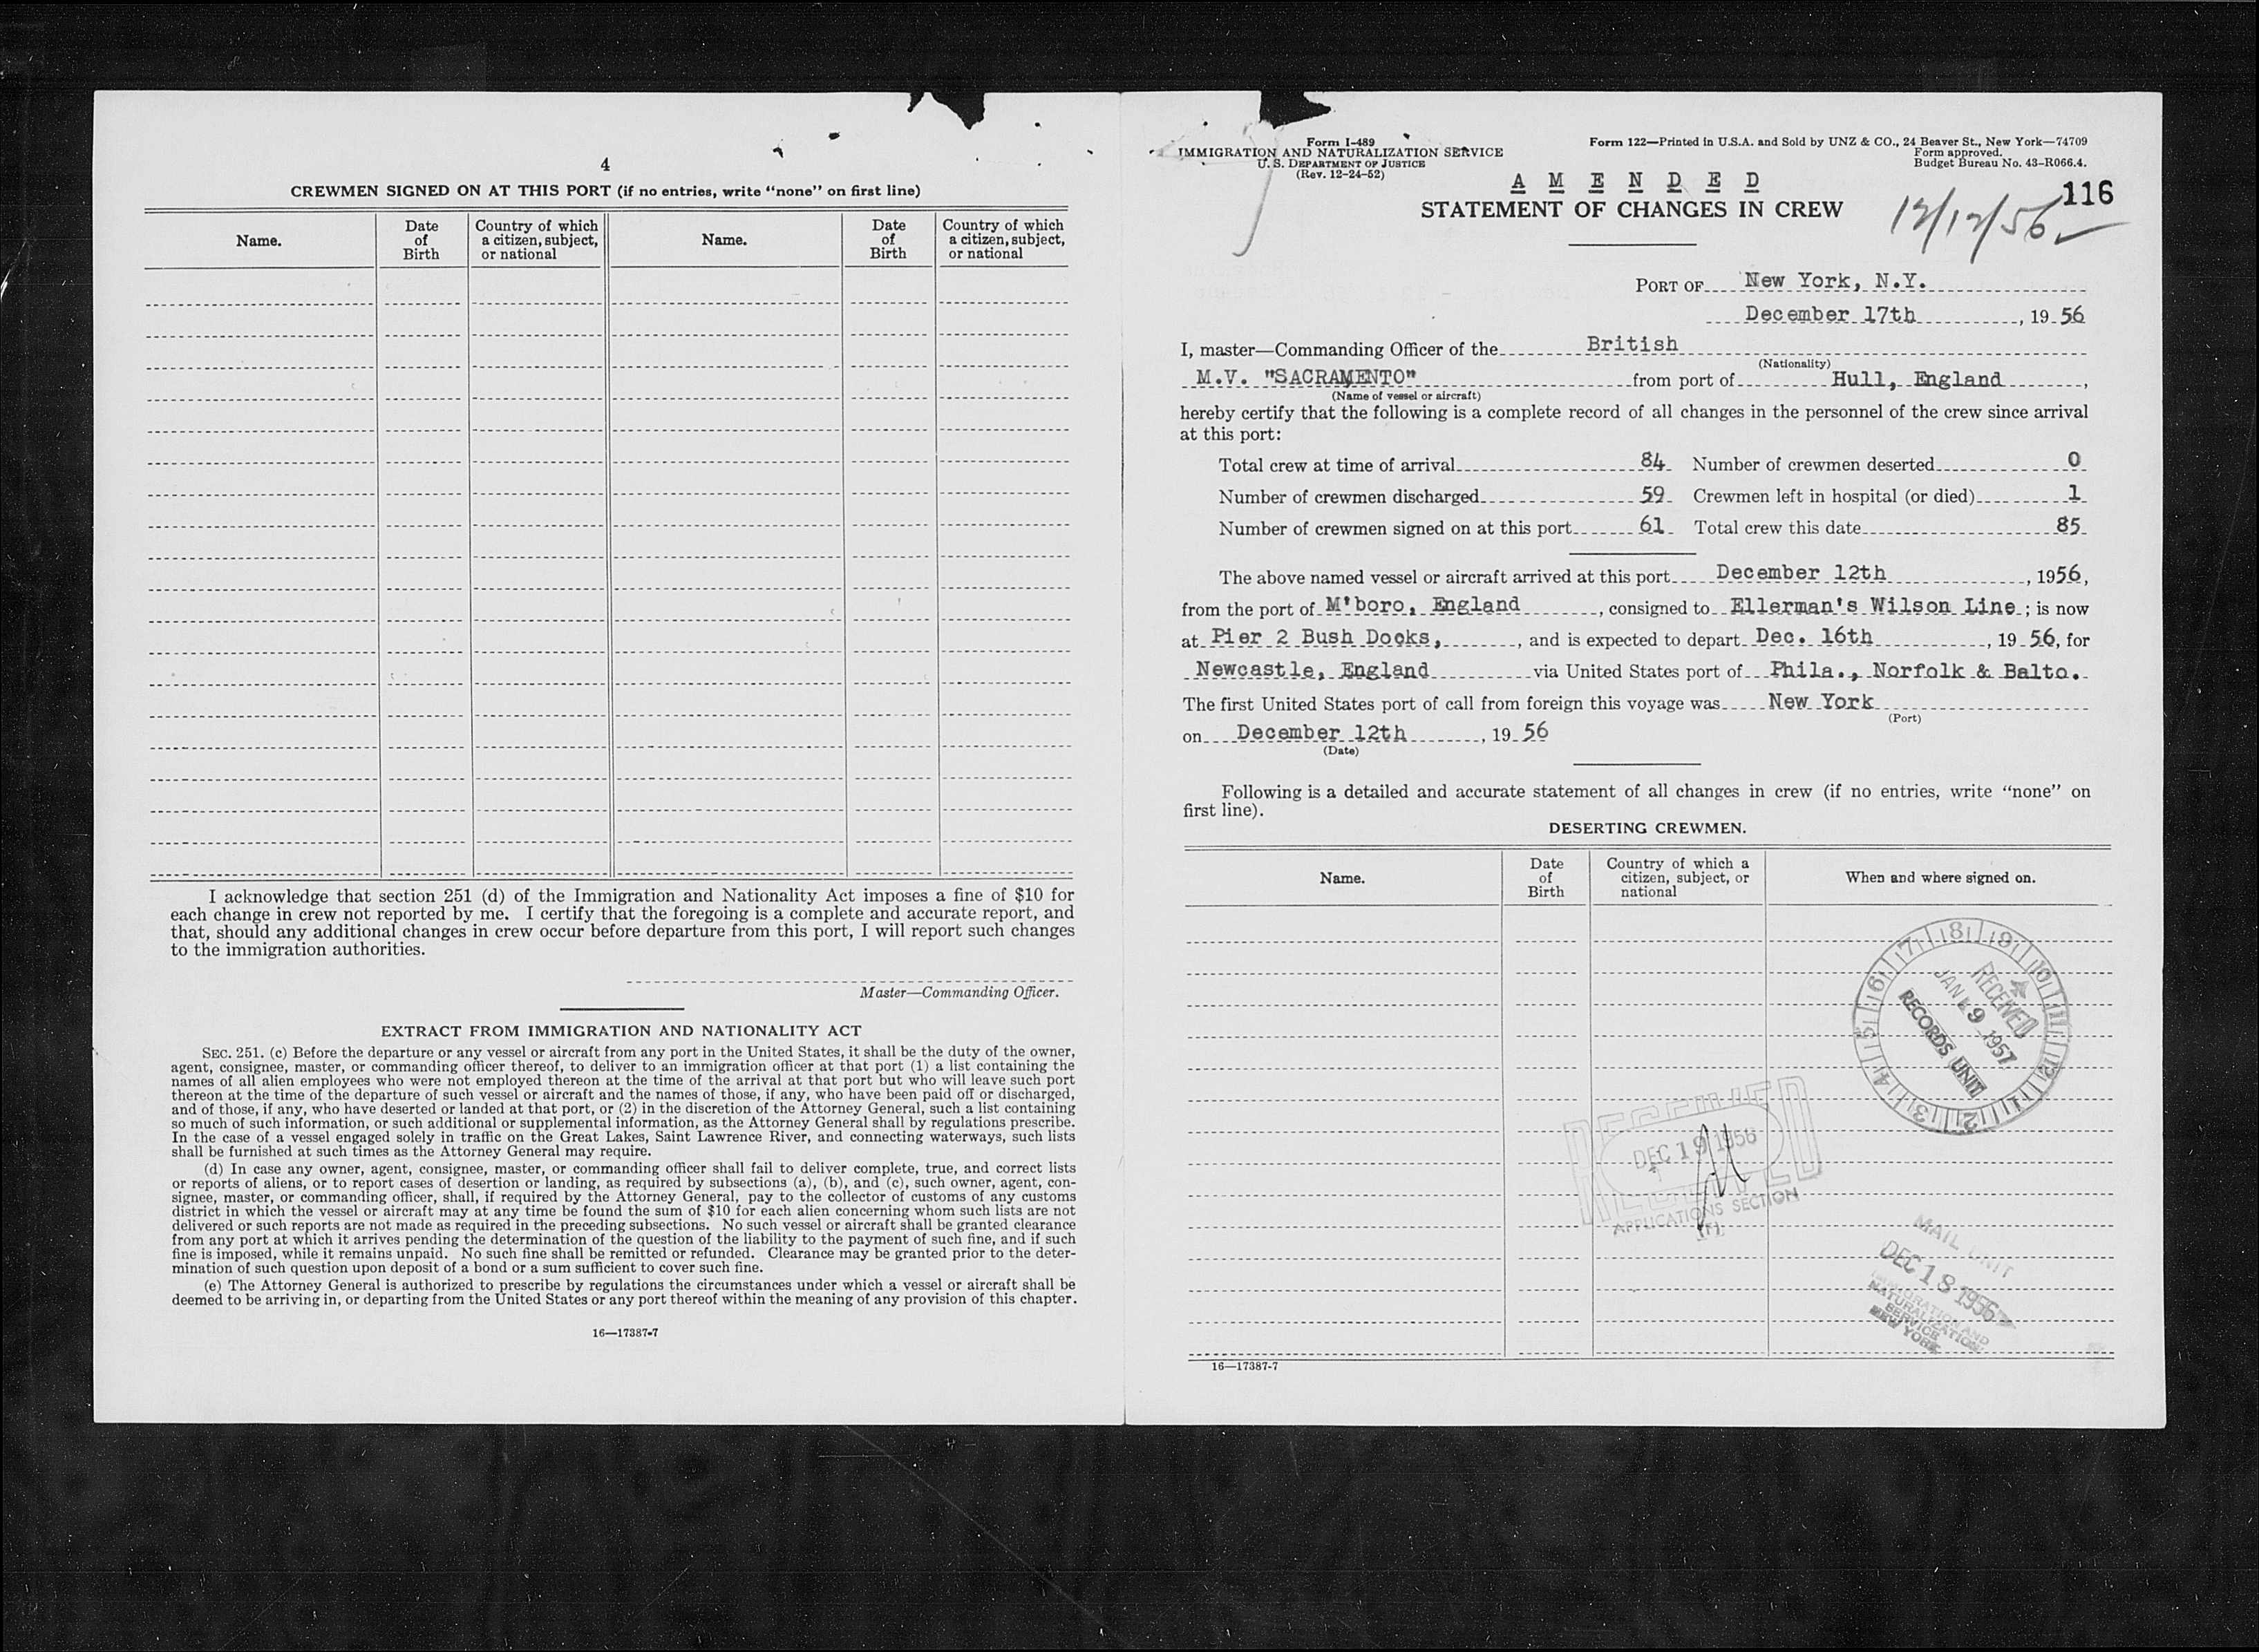 4
CREWMEN SIGNED ON AT THIS PORT (if no entries, write "none" on first line)
Name.
Date of Birth
Country of which a citizen, subject, or national
Name.
Date of Birth
Country of which a citizen, subject, or national
I acknowledge that section 251 (d) of the Immigration and Nationality Act imposes a fine of $10 for
each change in crew not reported by me. I certify that the foregoing is a complete and accurate report, and
that, should any additional changes in crew occur before departure from this port, I will report such changes
to the immigration authorities.
Master—Commanding Officer.
EXTRACT FROM IMMIGRATION AND NATIONALITY ACT
SEC. 251. (c) Before the departure or any vessel or aircraft from any port in the United States, it shall be the duty of the owner,
agent, consignee, master, or commanding officer thereof, to deliver to an immigration officer at that port (1) a list containing the
names of all alien employees who were not employed thereon at the time of the arrival at that port but who will leave such port
thereon at the time of the departure of such vessel or aircraft and the names of those, if any, who have been paid off or discharged,
and of those, if any, who have deserted or landed at that port, or (2) in the discretion of the Attorney General, such a list containing
so much of such information, or such additional or supplemental information, as the Attorney General shall by regulations prescribe.
In the case of a vessel engaged solely in traffic on the Great Lakes, Saint Lawrence River, and connecting waterways, such lists
shall be furnished at such times as the Attorney General may require.
(d) In case any owner, agent, consignee, master, or commanding officer shall fail to deliver complete, true, and correct lists
or reports of aliens, or to report cases of desertion or landing, as required by subsections (a), (b), and (c), such owner, agent, con-
signee, master, or commanding officer, shall, if required by the Attorney General, pay to the collector of customs of any customs
district in which the vessel or aircraft may at any time be found the sum of $10 for each alien concerning whom such lists are not
delivered or such reports are not made as required in the preceding subsections. No such vessel or aircraft shall be granted clearance
from any port at which it arrives pending the determination of the question of the liability to the payment of such fine, and if such
fine is imposed, while it remains unpaid. No such fine shall be remitted or refunded. Clearance may be granted prior to the deter-
mination of such question upon deposit of a bond or a sum sufficient to cover such fine.
(e) The Attorney General is authorized to prescribe by regulations the circumstances under which a vessel or aircraft shall be
deemed to be arriving in, or departing from the United States or any port thereof within the meaning of any provision of this chapter.
16—17387-7
Form I-489
IMMIGRATION AND NATURALIZATION SERVICE
U. S. DEPARTMENT OF JUSTICE
(Rev. 12-24-52)
Form 122—Printed in U.S.A. and Sold by UNZ & CO., 24 Beaver St., New York—74709
Form approved.
Budget Bureau No. 43-R066.4.
AMENDED
STATEMENT OF CHANGES IN CREW
116
12/12/56
PORT OF New York, N.Y.
December 17th, 19 56
I, master—Commanding Officer of the British
(Nationality)
M.V. "SACRAMENTO" from port of Hull, England,
(Name of vessel or aircraft)
hereby certify that the following is a complete record of all changes in the personnel of the crew since arrival
at this port:
Total crew at time of arrival 84 Number of crewmen deserted 0
Number of crewmen discharged 59 Crewmen left in hospital (or died) 1
Number of crewmen signed on at this port 61 Total crew this date 85
The above named vessel or aircraft arrived at this port December 12th, 1956,
from the port of M'boro, England, consigned to Ellerman's Wilson Line; is now
at Pier 2 Bush Docks, , and is expected to depart Dec. 16th, 19 56, for
Newcastle, England via United States port of Phila., Norfolk & Balto.
The first United States port of call from foreign this voyage was New York
(Port)
on December 12th, 19 56
(Date)
Following is a detailed and accurate statement of all changes in crew (if no entries, write "none" on
first line).
DESERTING CREWMEN.
Name.
Date of Birth
Country of which a citizen, subject, or national
When and where signed on.
RECEIVED
JAN 9 1957
RECORDS UNIT
RECEIVED
DEC 19 1956
APPLICATIONS SECTION
MAIL UNIT
DEC 18 1956
IMMIGRATION AND
NATURALIZATION
SERVICE
NEW YORK
16—17387-7